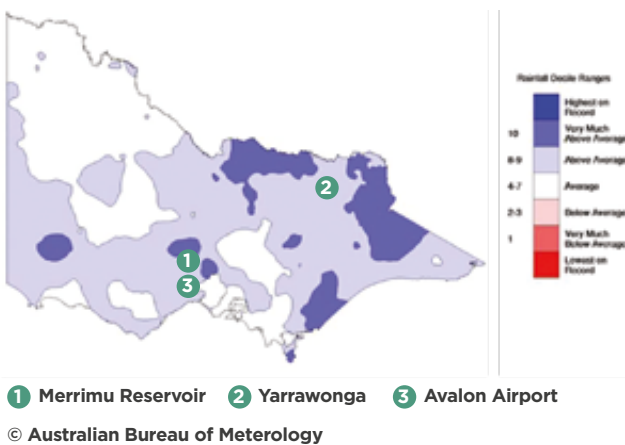 Rainfall Decile Ranges
Highest on
Record
10
Very Much
Above Average
8-9
Above Average
4-7
Average
2-3
Below Average
1
Very Much
Below Average
Lowest on
Record
2
1
3
1 Merrimu Reservoir 2 Yarrawonga 3 Avalon Airport
© Australian Bureau of Meterology